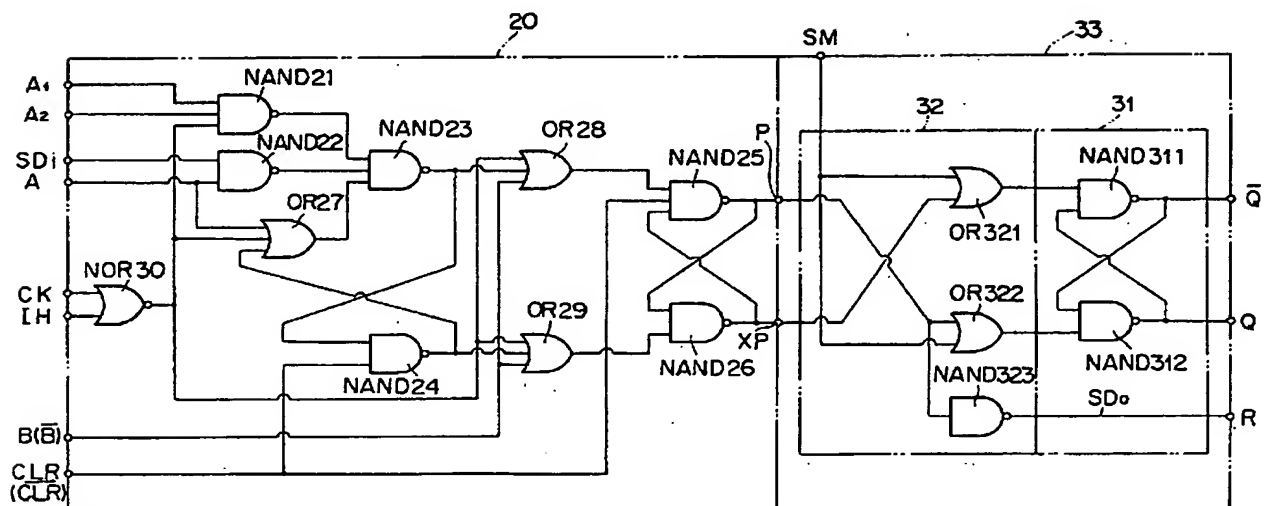 20
SM
33
A1
NAND21
A2
NAND23
32
31
OR28
SDi
NAND22
NAND25
P
NAND311
A
OR27
Q̅
OR321
NOR30
CK
OR322
IH
OR29
Q
XP
NAND26
NAND312
NAND24
NAND323
SDo
R
B(B̅)
CLR
(C̅L̅R̅)